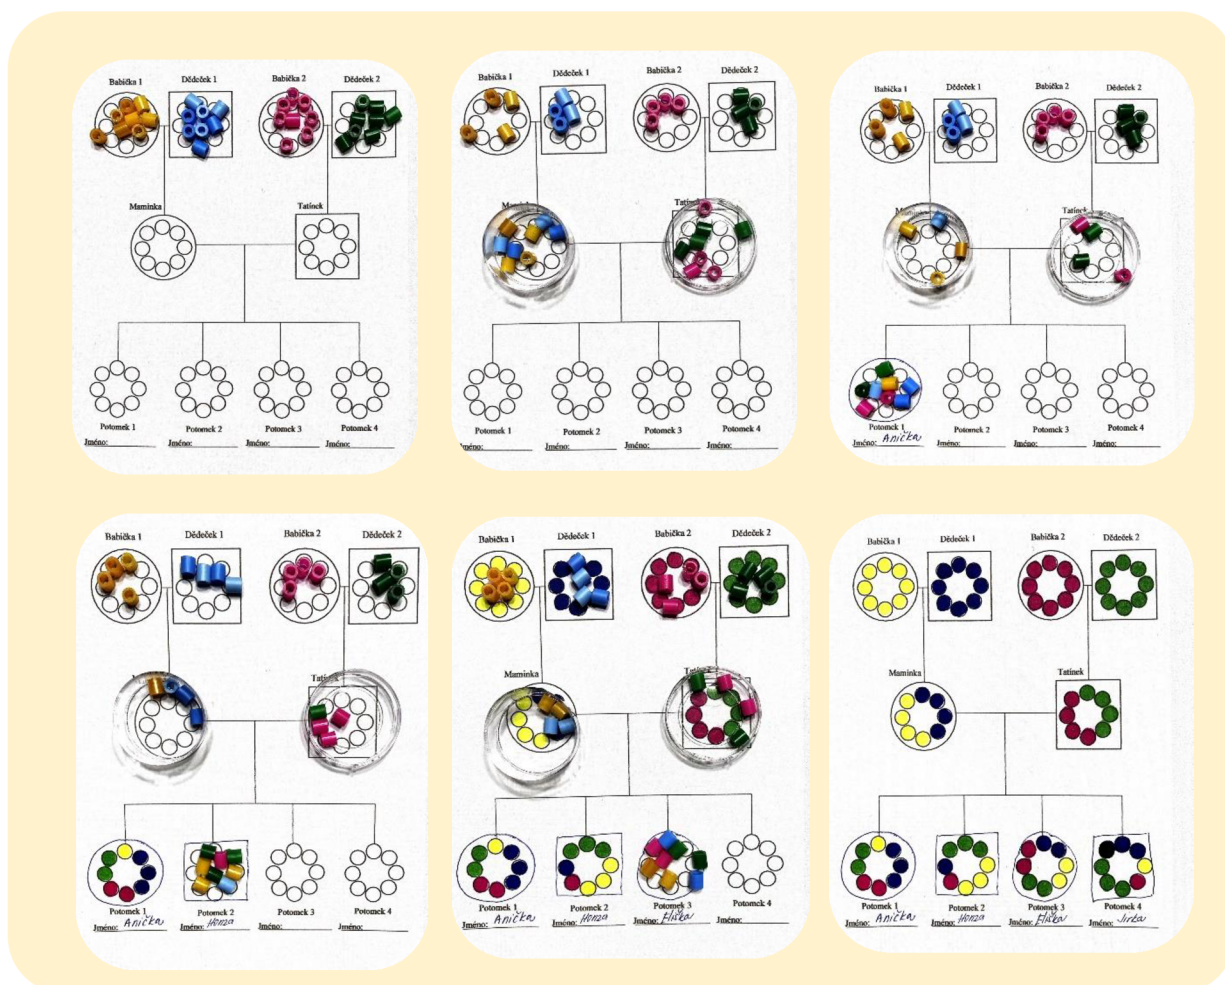 Babička 1 Dědeček 1 Babička 2 Dědeček 2
Maminka Tatínek
Potomek 1 Potomek 2 Potomek 3 Potomek 4
Jméno: Jméno: Jméno: Jméno:
Babička 1 Dědeček 1 Babička 2 Dědeček 2
Potomek 1 Potomek 2 Potomek 3 Potomek 4
Jméno: Jméno: Jméno: Jméno:
Babička 1 Dědeček 1 Babička 2 Dědeček 2
Tatínek
Potomek 1 Potomek 2 Potomek 3 Potomek 4
Jméno: Anička Jméno: Jméno: Jméno:
Babička 1 Dědeček 1 Babička 2 Dědeček 2
Potomek 1 Potomek 2 Potomek 3 Potomek 4
Jméno: Anička Jméno: Honza Jméno: Jméno:
Babička 1 Dědeček 1 Babička 2 Dědeček 2
Maminka Tatínek
Potomek 1 Potomek 2 Potomek 3 Potomek 4
Jméno: Anička Jméno: Honza Jméno: Eliška Jméno:
Babička 1 Dědeček 1 Babička 2 Dědeček 2
Maminka Tatínek
Potomek 1 Potomek 2 Potomek 3 Potomek 4
Jméno: Anička Jméno: Honza Jméno: Eliška Jméno: Jirka